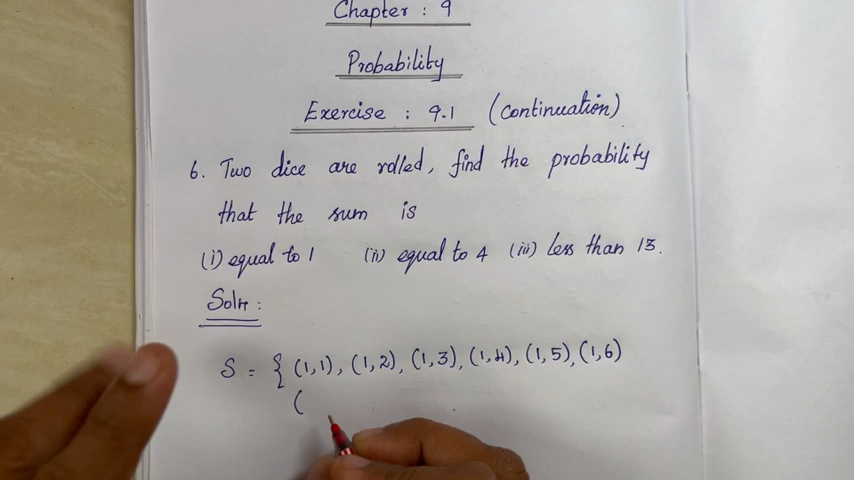 Chapter : 9
Probability
Exercise : 9.1 (continuation)
6. Two dice are rolled, find the probability
that the sum is
(i) equal to 1 (ii) equal to 4 (iii) less than 13.
Soln :
S = { (1,1), (1,2), (1,3), (1,4), (1,5), (1,6)
(